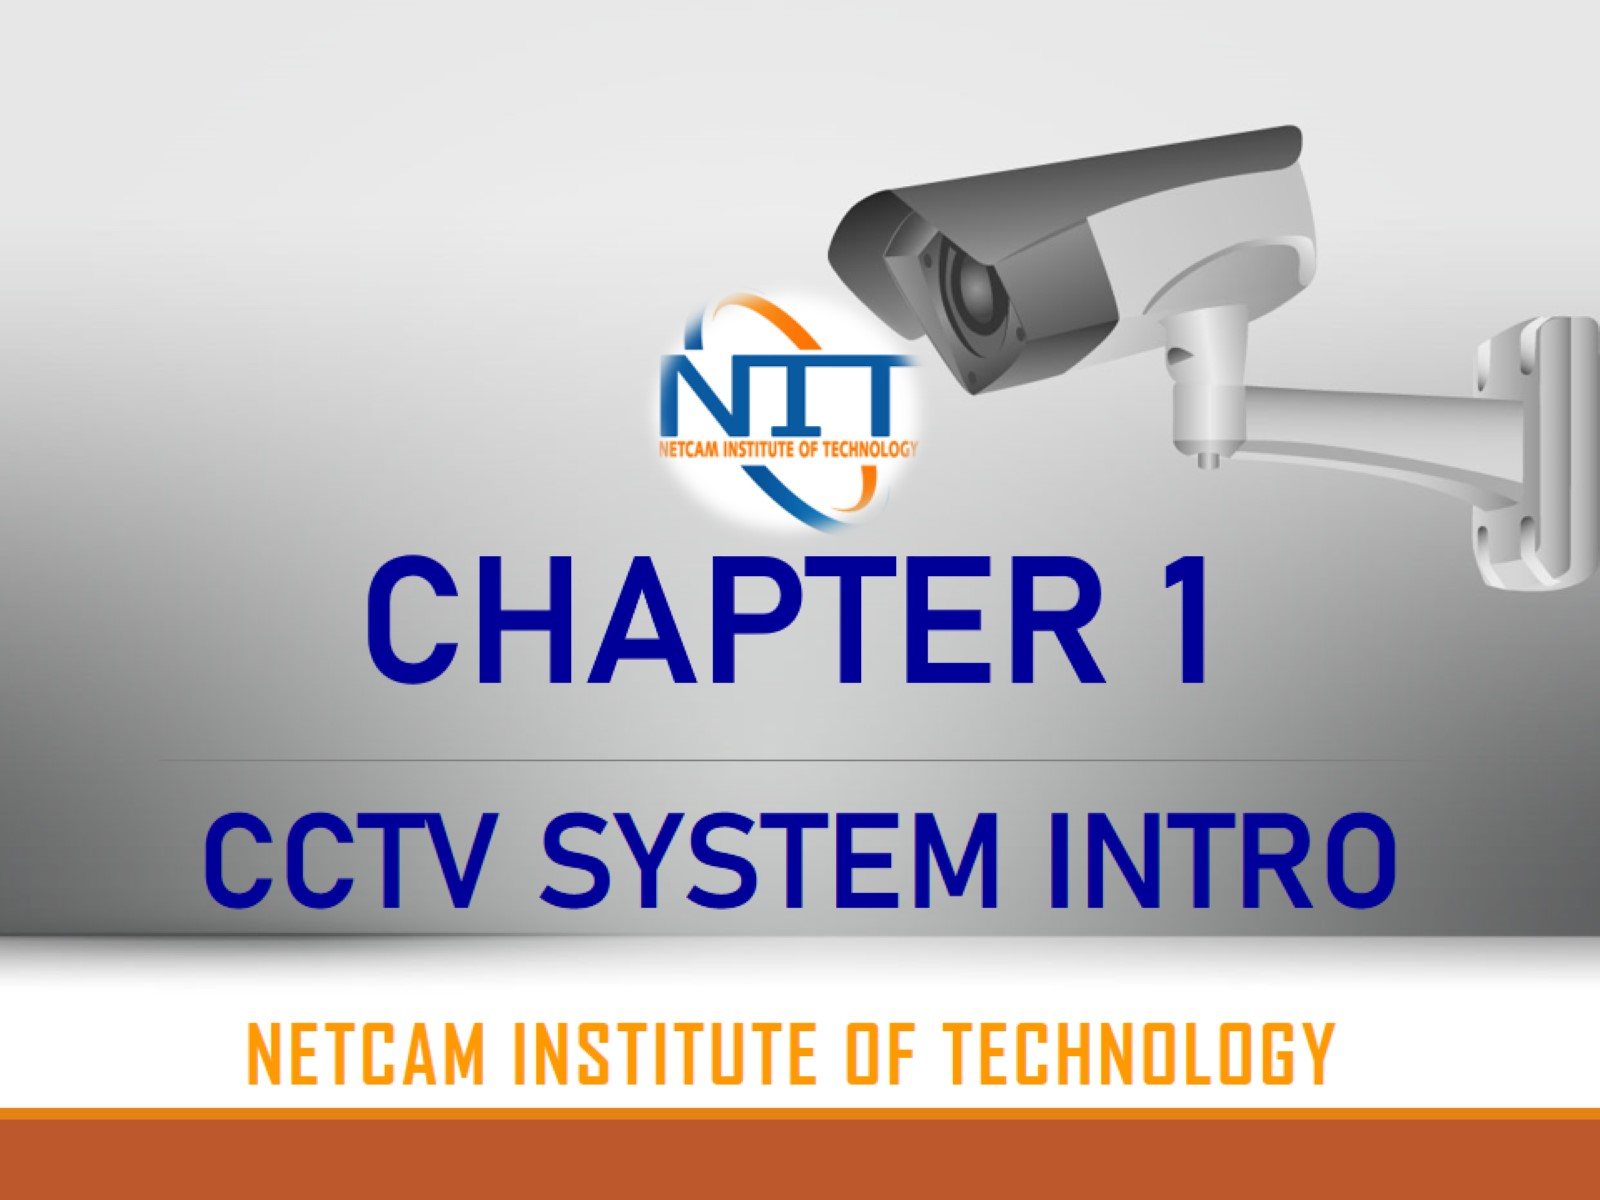 NIT
NETCAM INSTITUTE OF TECHNOLOGY
CHAPTER 1
CCTV SYSTEM INTRO
NETCAM INSTITUTE OF TECHNOLOGY